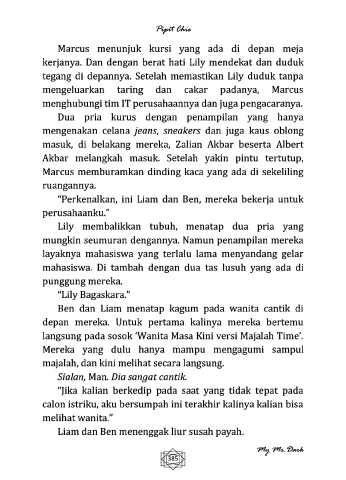 Pipit Chie
Marcus menunjuk kursi yang ada di depan meja
kerjanya. Dan dengan berat hati Lily mendekat dan duduk
tegang di depannya. Setelah memastikan Lily duduk tanpa
mengeluarkan taring dan cakar padanya, Marcus
menghubungi tim IT perusahaannya dan juga pengacaranya.
Dua pria kurus dengan penampilan yang hanya
mengenakan celana jeans, sneakers dan juga kaus oblong
masuk, di belakang mereka, Zalian Akbar beserta Albert
Akbar melangkah masuk. Setelah yakin pintu tertutup,
Marcus memburamkan dinding kaca yang ada di sekeliling
ruangannya.
“Perkenalkan, ini Liam dan Ben, mereka bekerja untuk
perusahaanku.”
Lily membalikkan tubuh, menatap dua pria yang
mungkin seumuran dengannya. Namun penampilan mereka
layaknya mahasiswa yang terlalu lama menyandang gelar
mahasiswa. Di tambah dengan dua tas lusuh yang ada di
punggung mereka.
“Lily Bagaskara.”
Ben dan Liam menatap kagum pada wanita cantik di
depan mereka. Untuk pertama kalinya mereka bertemu
langsung pada sosok ‘Wanita Masa Kini versi Majalah Time’.
Mereka yang dulu hanya mampu mengagumi sampul
majalah, dan kini melihat secara langsung.
Sialan, Man. Dia sangat cantik.
“Jika kalian berkedip pada saat yang tidak tepat pada
calon istriku, aku bersumpah ini terakhir kalinya kalian bisa
melihat wanita.”
Liam dan Ben menenggak liur susah payah.
385
My Mr. Dark